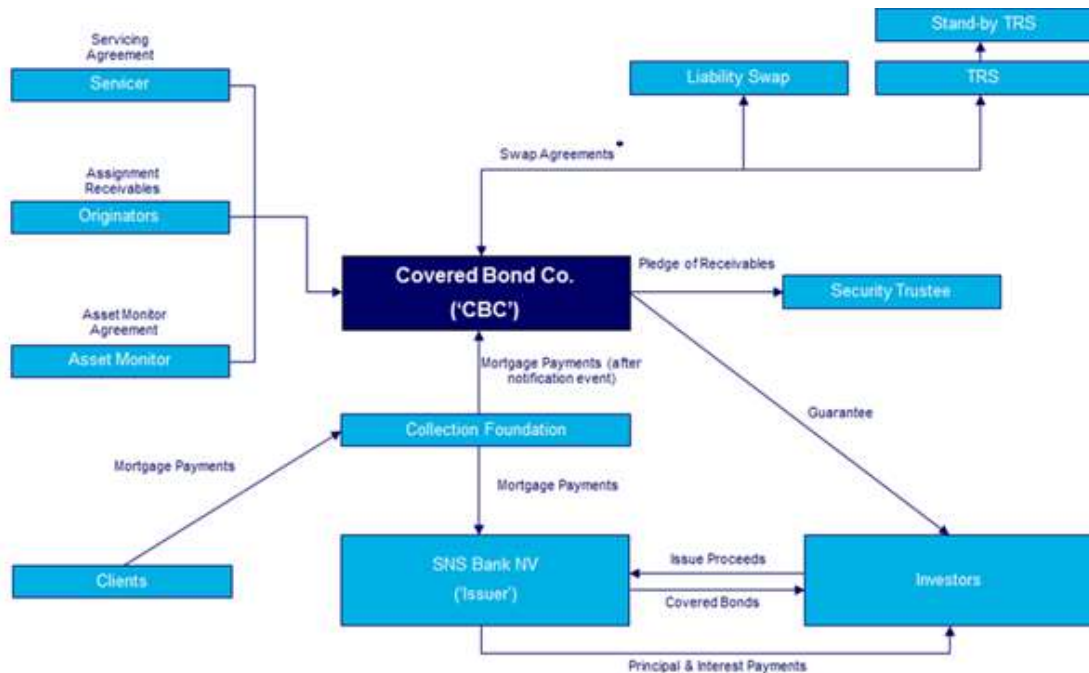 Stand-by TRS
Servicing
Agreement
Servicer
Liability Swap
TRS
Swap Agreements*
Assignment
Receivables
Originators
Covered Bond Co.
('CBC')
Pledge of Receivables
Security Trustee
Asset Monitor
Agreement
Asset Monitor
Mortgage Payments (after
notification event)
Guarantee
Collection Foundation
Mortgage Payments
Mortgage Payments
Clients
SNS Bank NV
('Issuer')
Issue Proceeds
Covered Bonds
Investors
Principal & Interest Payments